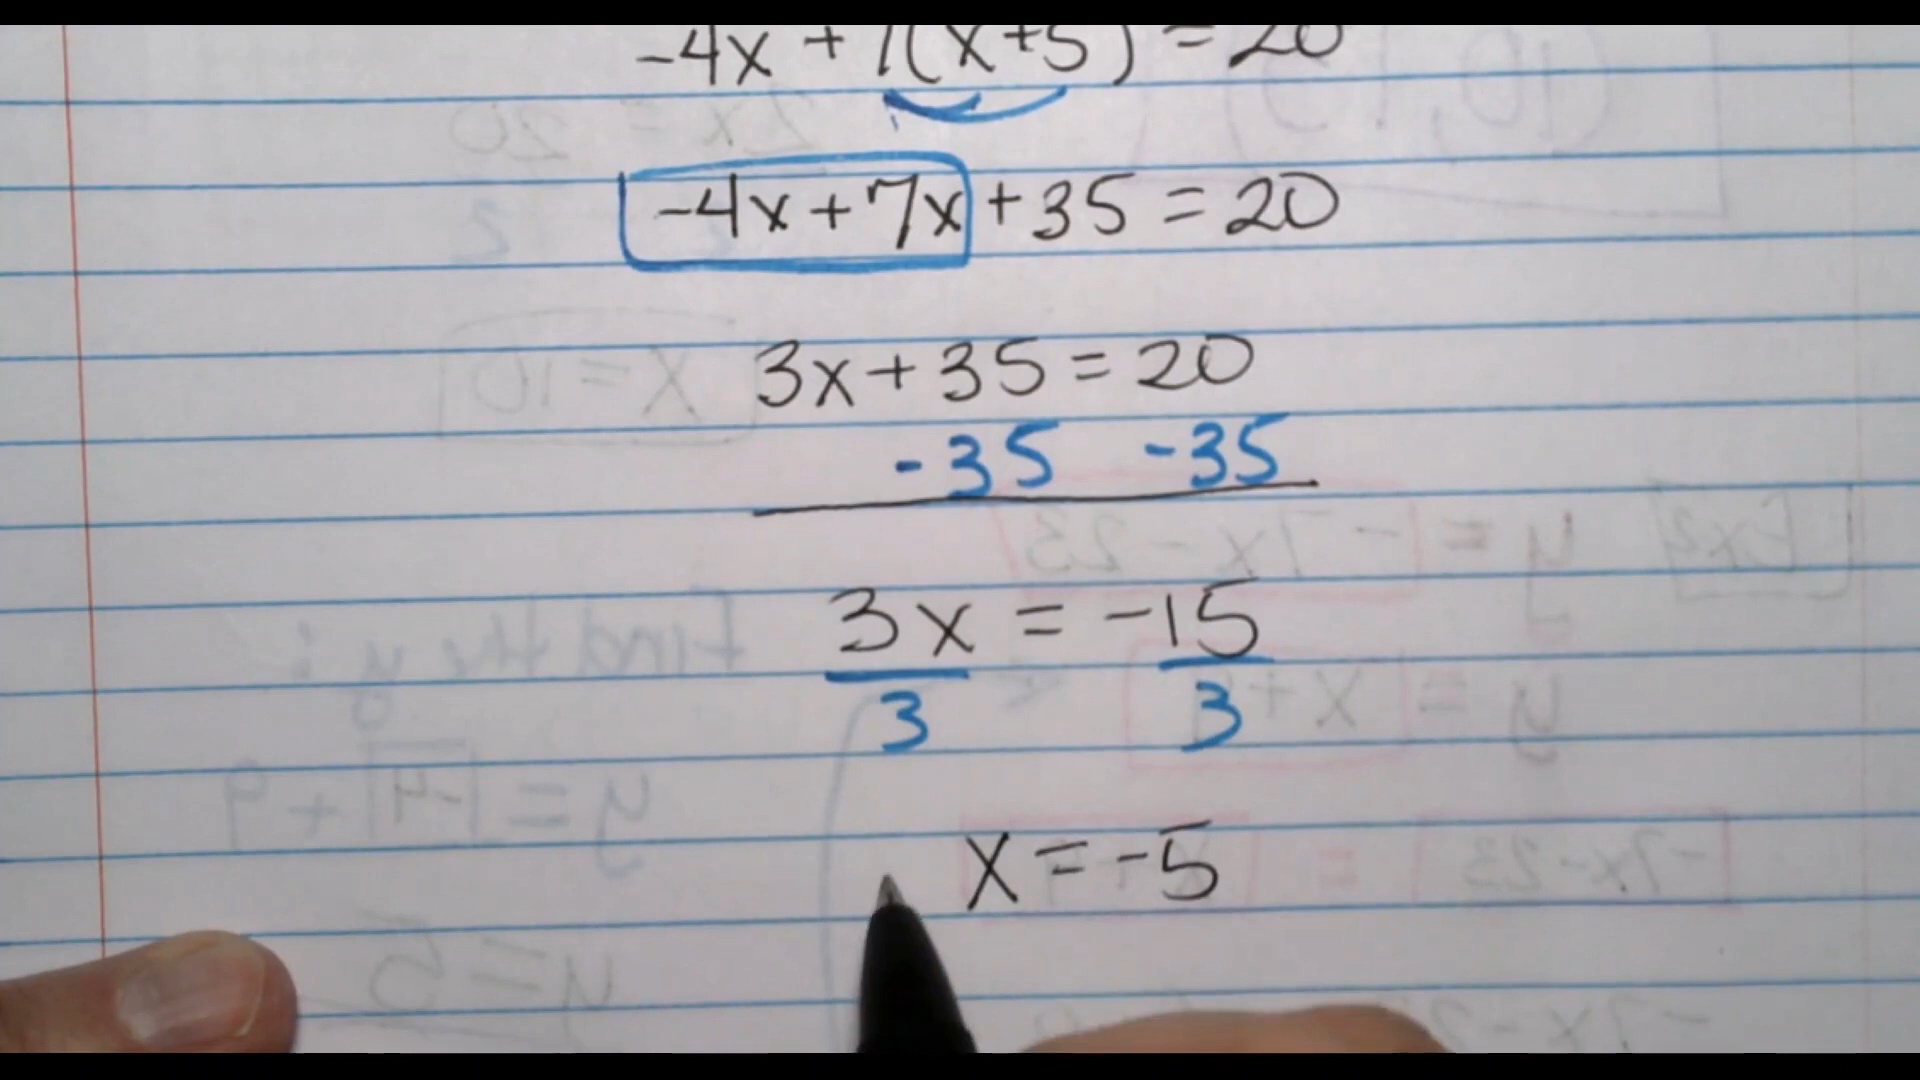 -4x + 7(x+5) = 20
-4x + 7x + 35 = 20
3x + 35 = 20
-35 -35
3x = -15
3 3
x = -5